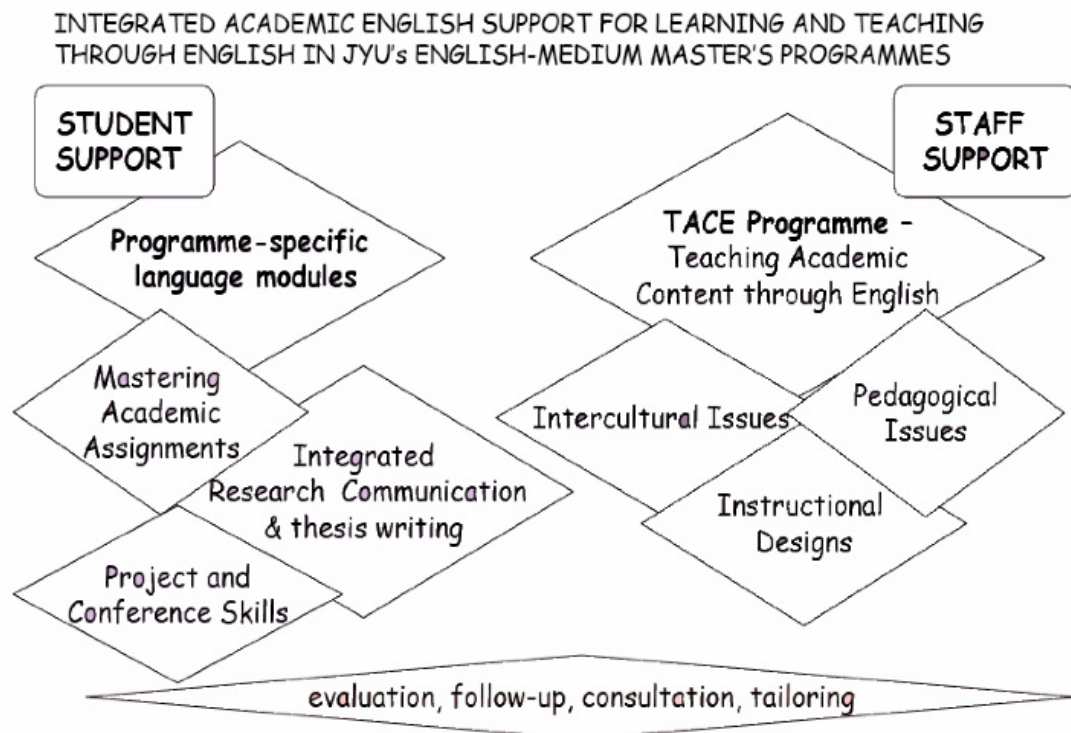 INTEGRATED ACADEMIC ENGLISH SUPPORT FOR LEARNING AND TEACHING
THROUGH ENGLISH IN JYU's ENGLISH-MEDIUM MASTER'S PROGRAMMES
STUDENT
SUPPORT
Programme-specific
language modules
Mastering
Academic
Assignments
Integrated
Research Communication
& thesis writing
Project and
Conference Skills
STAFF
SUPPORT
TACE Programme –
Teaching Academic
Content through English
Intercultural Issues
Pedagogical
Issues
Instructional
Designs
evaluation, follow-up, consultation, tailoring